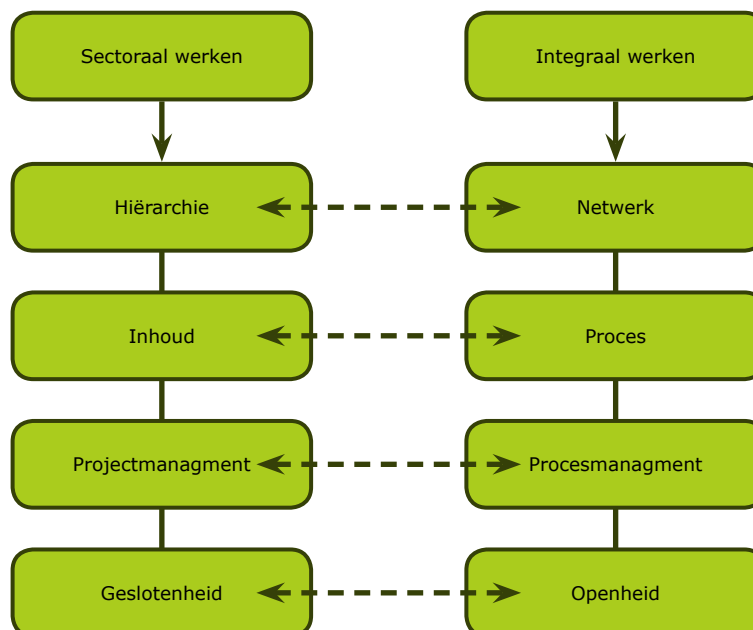 Sectoraal werken
Integraal werken
Hiërarchie
Netwerk
Inhoud
Proces
Projectmanagment
Procesmanagment
Geslotenheid
Openheid